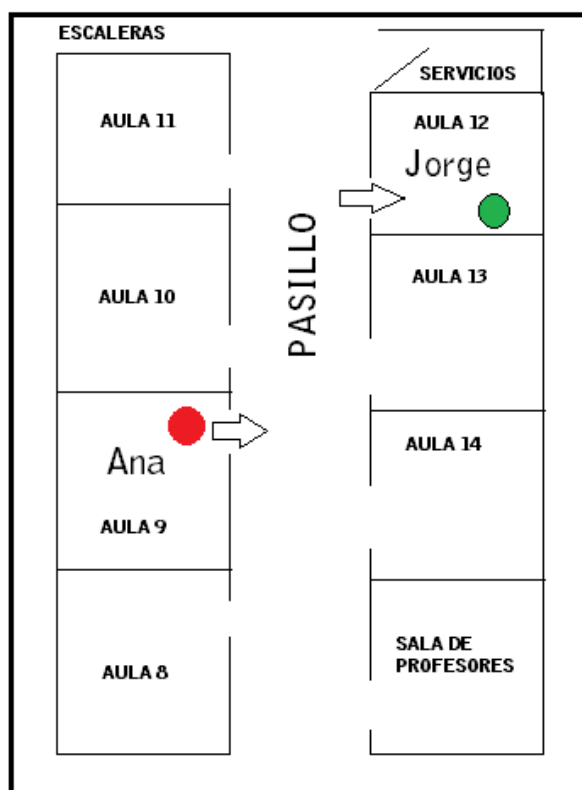 ESCALERAS
SERVICIOS
AULA 11
AULA 12
Jorge
PASILLO
AULA 10
AULA 13
Ana
AULA 14
AULA 9
AULA 8
SALA DE
PROFESORES